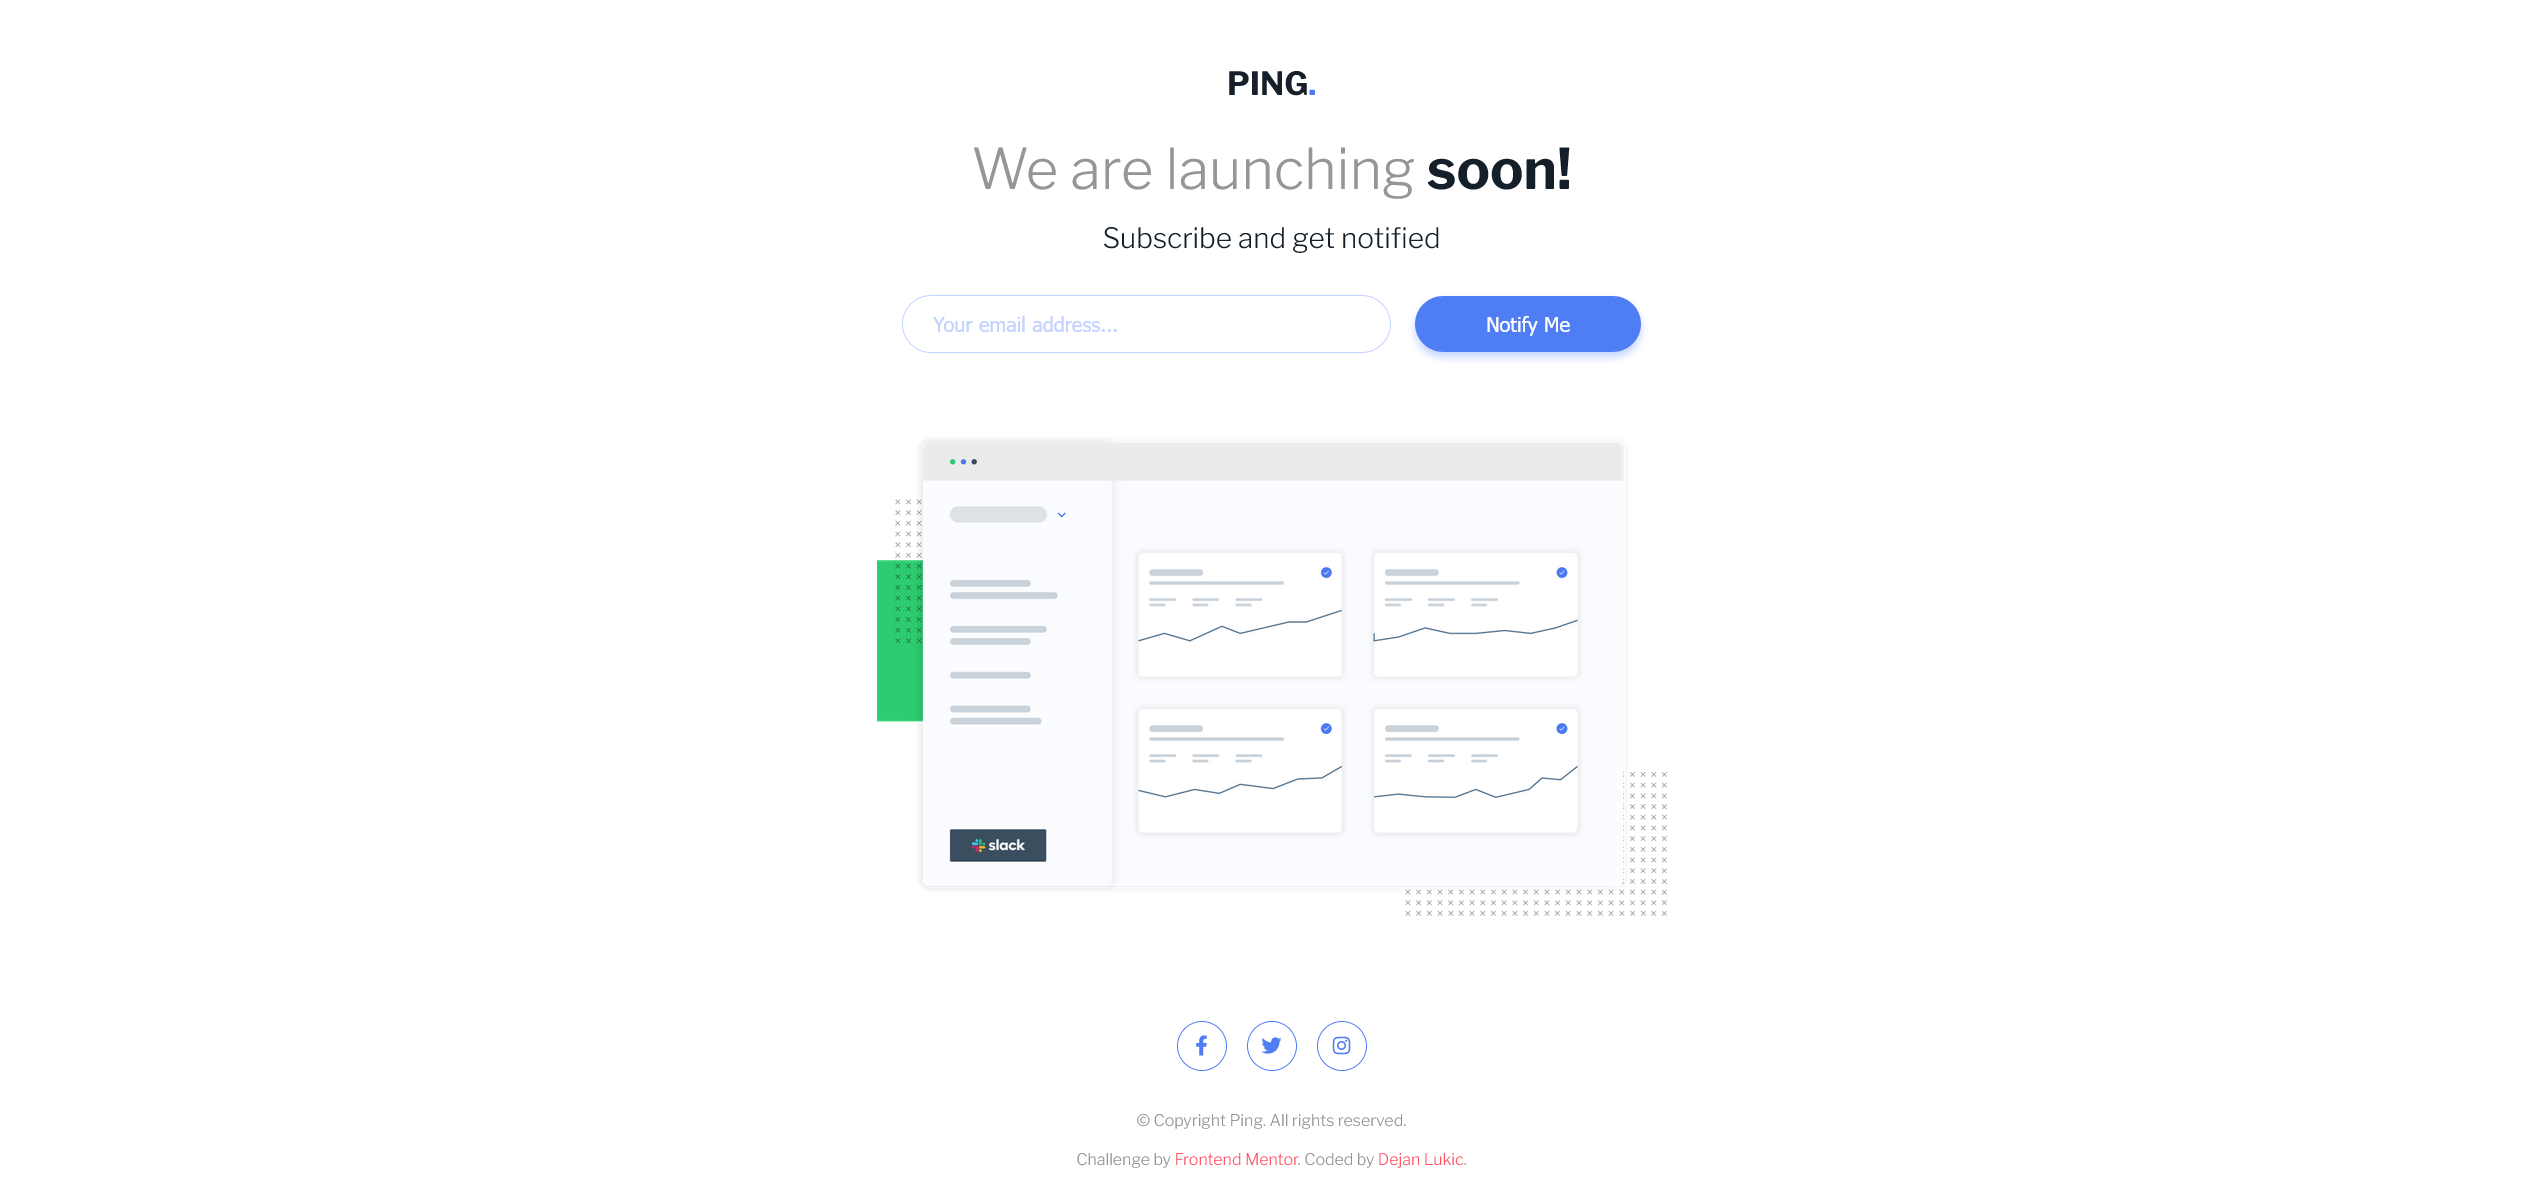 PING.
We are launching soon!
Subscribe and get notified
Your email address...
Notify Me
slack
© Copyright Ping. All rights reserved.
Challenge by Frontend Mentor. Coded by Dejan Lukic.